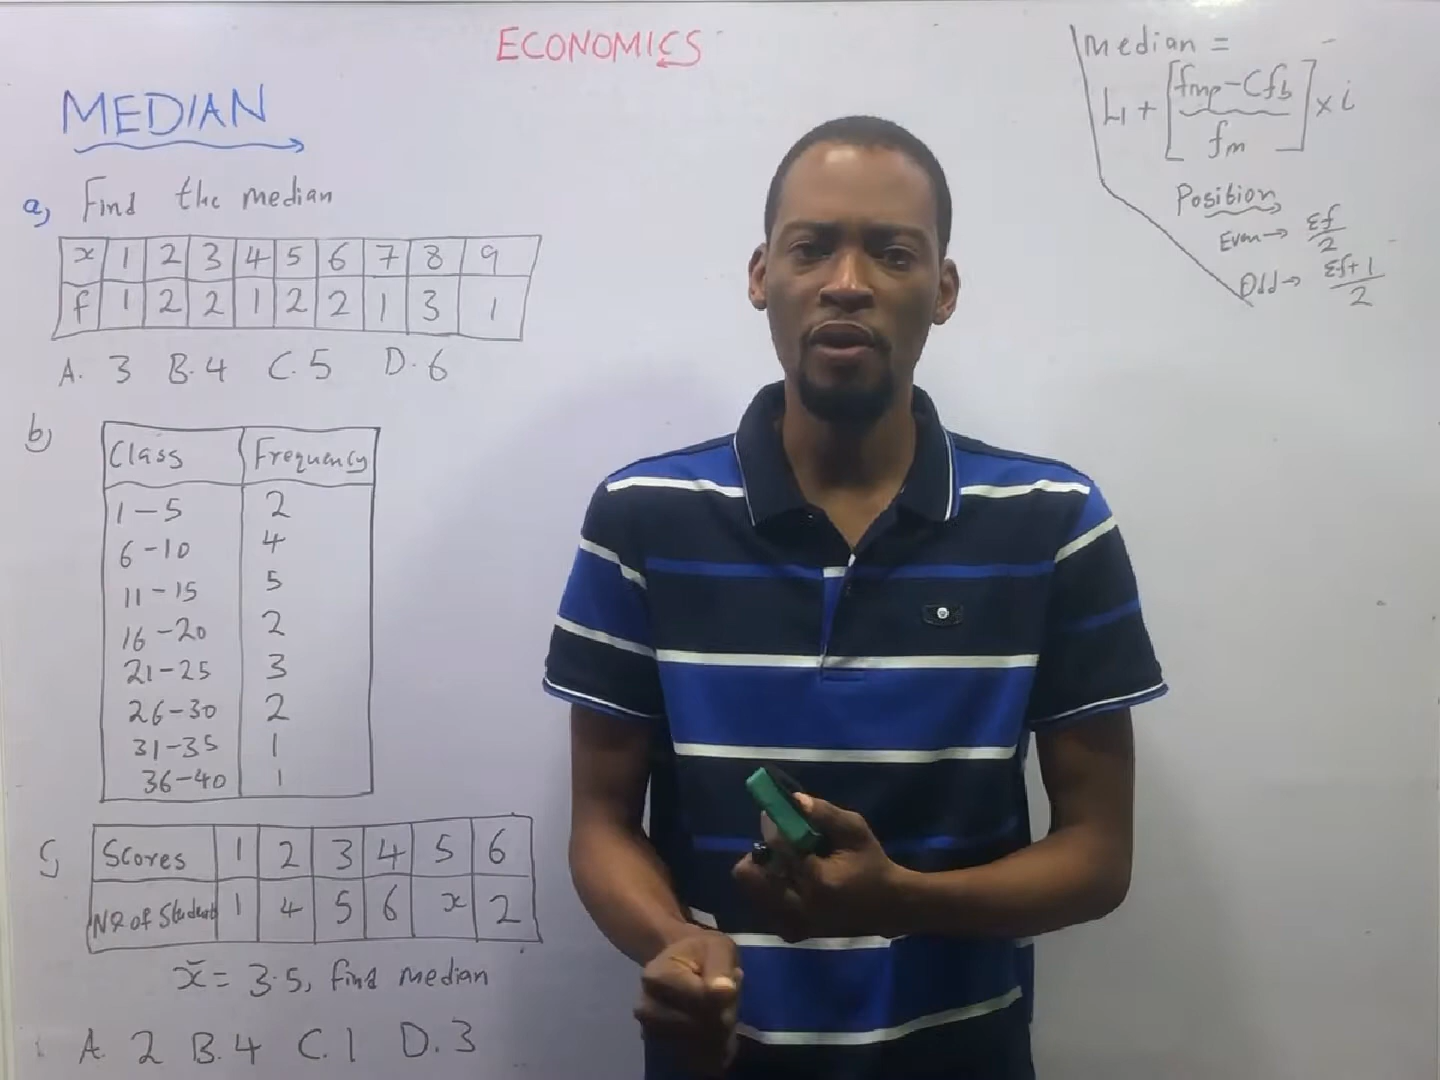 ECONOMICS
MEDIAN
a, Find the median
x 1 2 3 4 5 6 7 8 9
f 1 2 2 1 2 2 1 3 1
A. 3 B. 4 C. 5 D. 6
b,
Class Frequency
1-5 2
6-10 4
11-15 5
16-20 2
21-25 3
26-30 2
31-35 1
36-40 1
c,
Scores 1 2 3 4 5 6
No of Student 1 4 5 6 x 2
x̄ = 3.5, find median
A. 2 B. 4 C. 1 D. 3
Median =
L1 + [fmp - Cfb / fm] × i
Position
Even → Σf/2
Odd → Σf+1/2